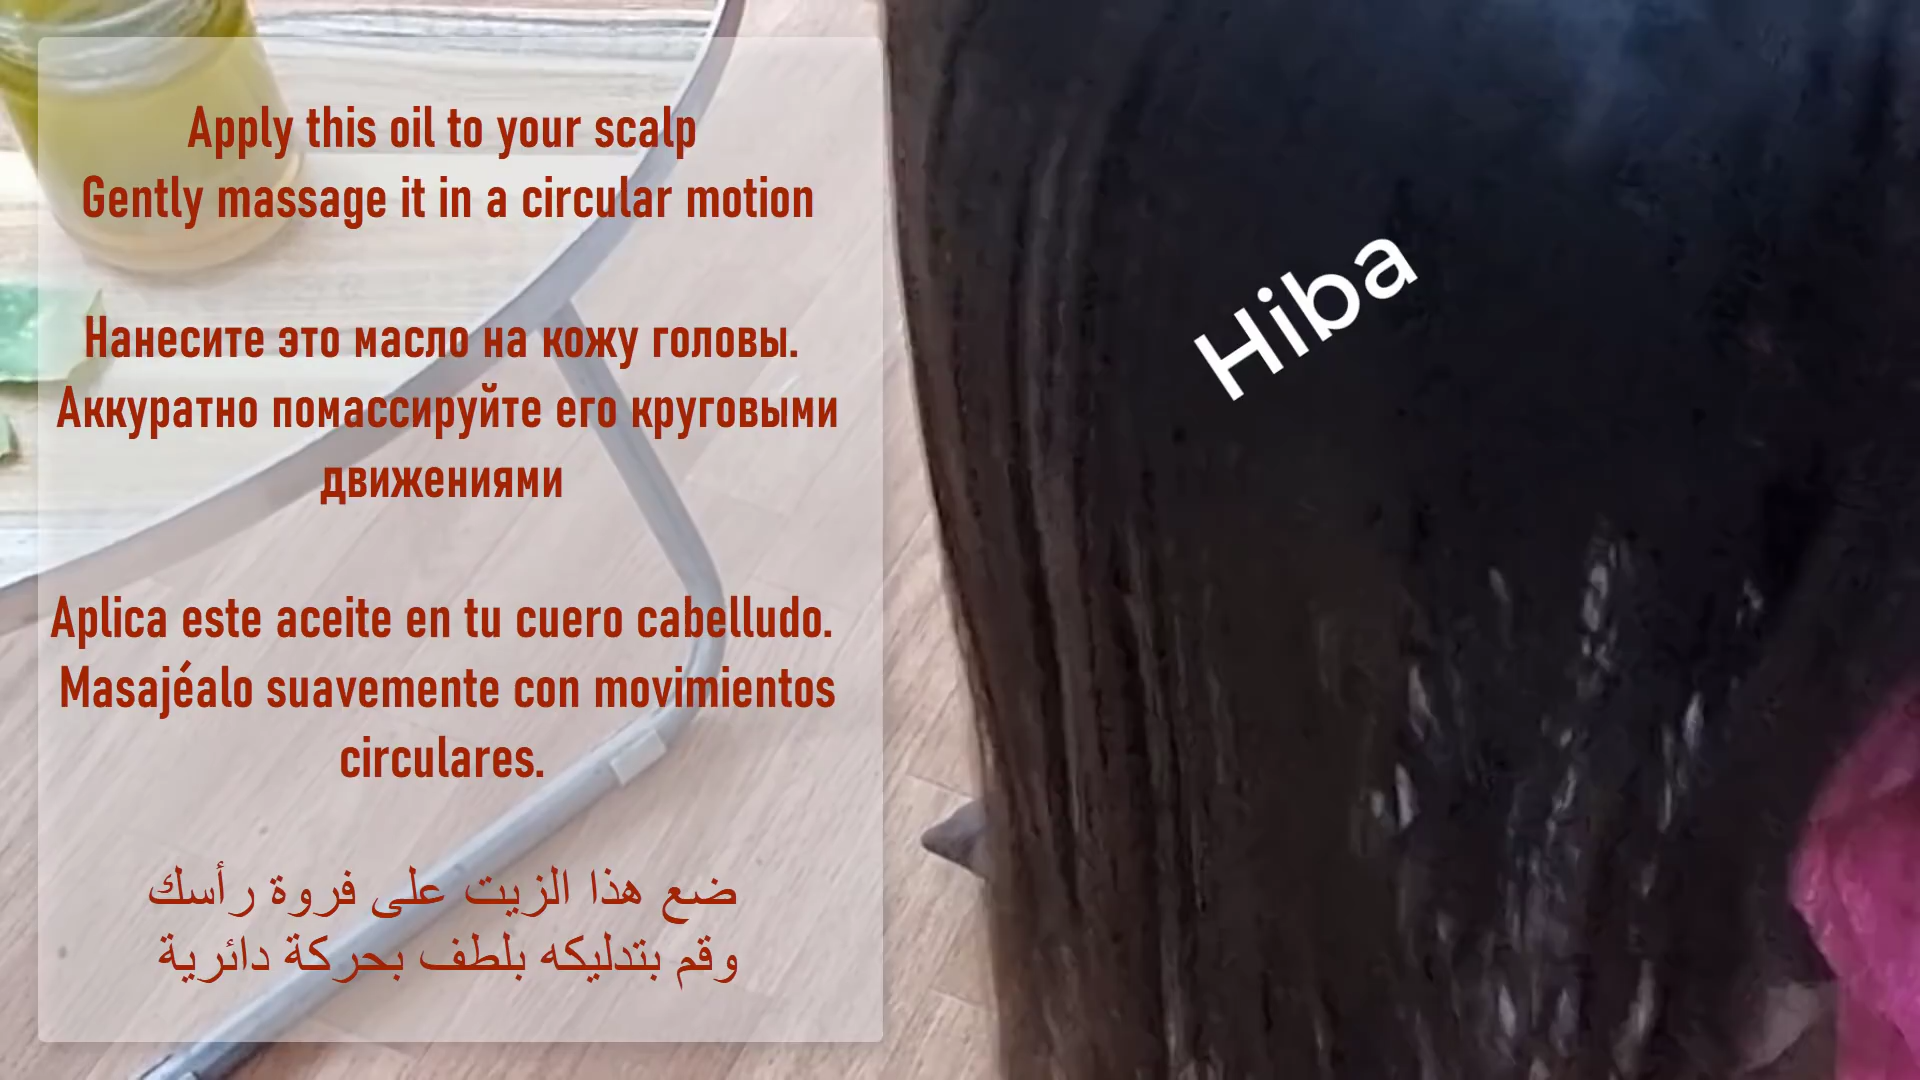 Apply this oil to your scalp
Gently massage it in a circular motion
Нанесите это масло на кожу головы.
Аккуратно помассируйте его круговыми
движениями
Aplica este aceite en tu cuero cabelludo.
Masajéalo suavemente con movimientos
circulares.
ضع هذا الزيت على فروة رأسك
وقم بتدليكه بلطف بحركة دائرية
Hiba